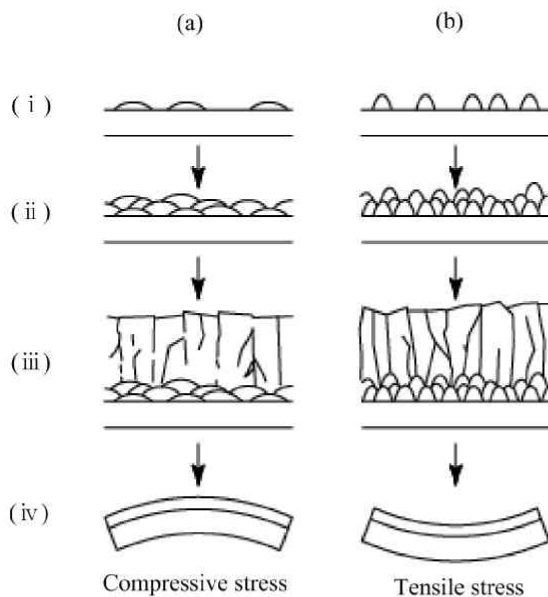 (a) (b)
( i )
( ii )
( iii )
( iv )
Compressive stress Tensile stress